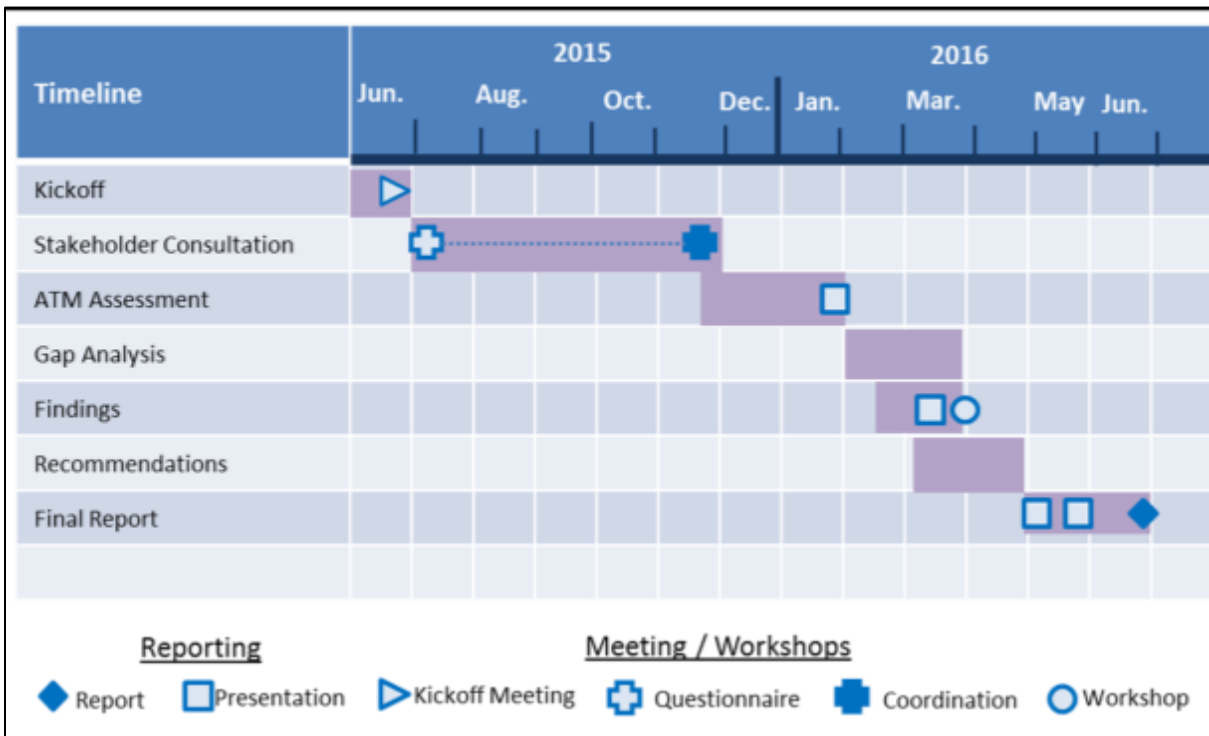 2015 2016
Timeline Jun. Aug. Oct. Dec. Jan. Mar. May Jun.
Kickoff
Stakeholder Consultation
ATM Assessment
Gap Analysis
Findings
Recommendations
Final Report
Reporting Meeting / Workshops
Report Presentation Kickoff Meeting Questionnaire Coordination Workshop